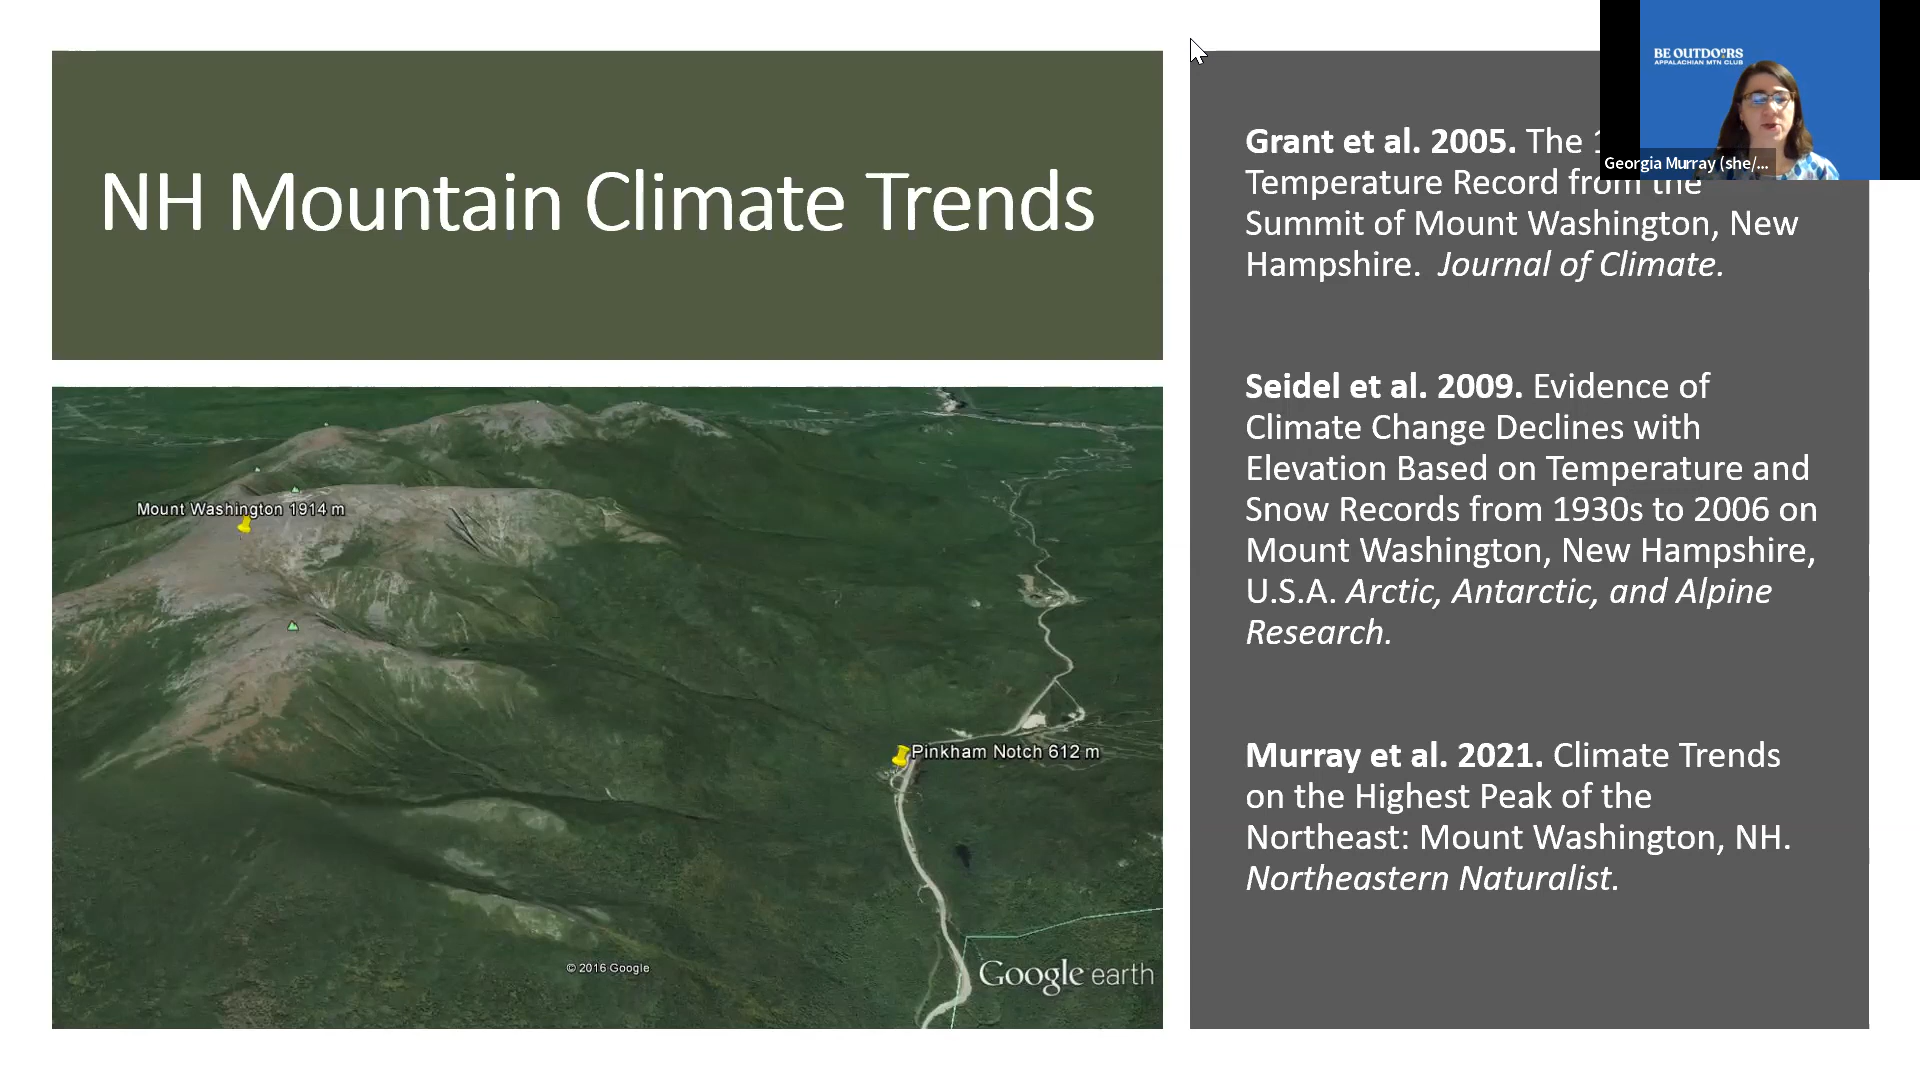 NH Mountain Climate Trends
Mount Washington 1914 m
Pinkham Notch 612 m
© 2016 Google
Google earth
BE OUTDOORS
APPALACHIAN MTN CLUB
Georgia Murray (she/...
Grant et al. 2005. The
Temperature Record from the
Summit of Mount Washington, New
Hampshire. Journal of Climate.
Seidel et al. 2009. Evidence of
Climate Change Declines with
Elevation Based on Temperature and
Snow Records from 1930s to 2006 on
Mount Washington, New Hampshire,
U.S.A. Arctic, Antarctic, and Alpine
Research.
Murray et al. 2021. Climate Trends
on the Highest Peak of the
Northeast: Mount Washington, NH.
Northeastern Naturalist.